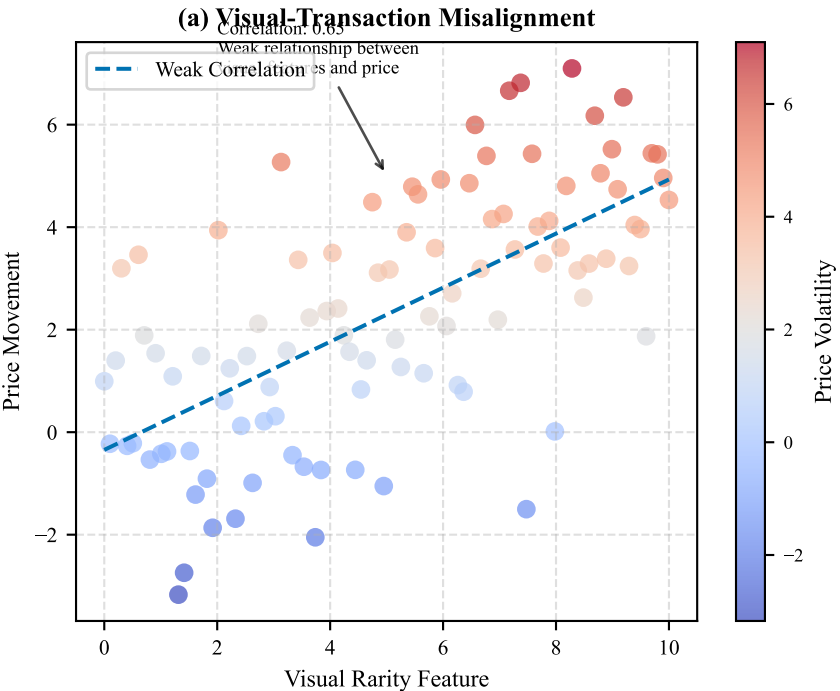 (a) Visual-Transaction Misalignment
Correlation: 0.65
Weak relationship between
and price
Weak Correlation
Price Movement
6
4
2
0
−2
0
2
4
6
8
10
Visual Rarity Feature
6
4
2
0
−2
Price Volatility